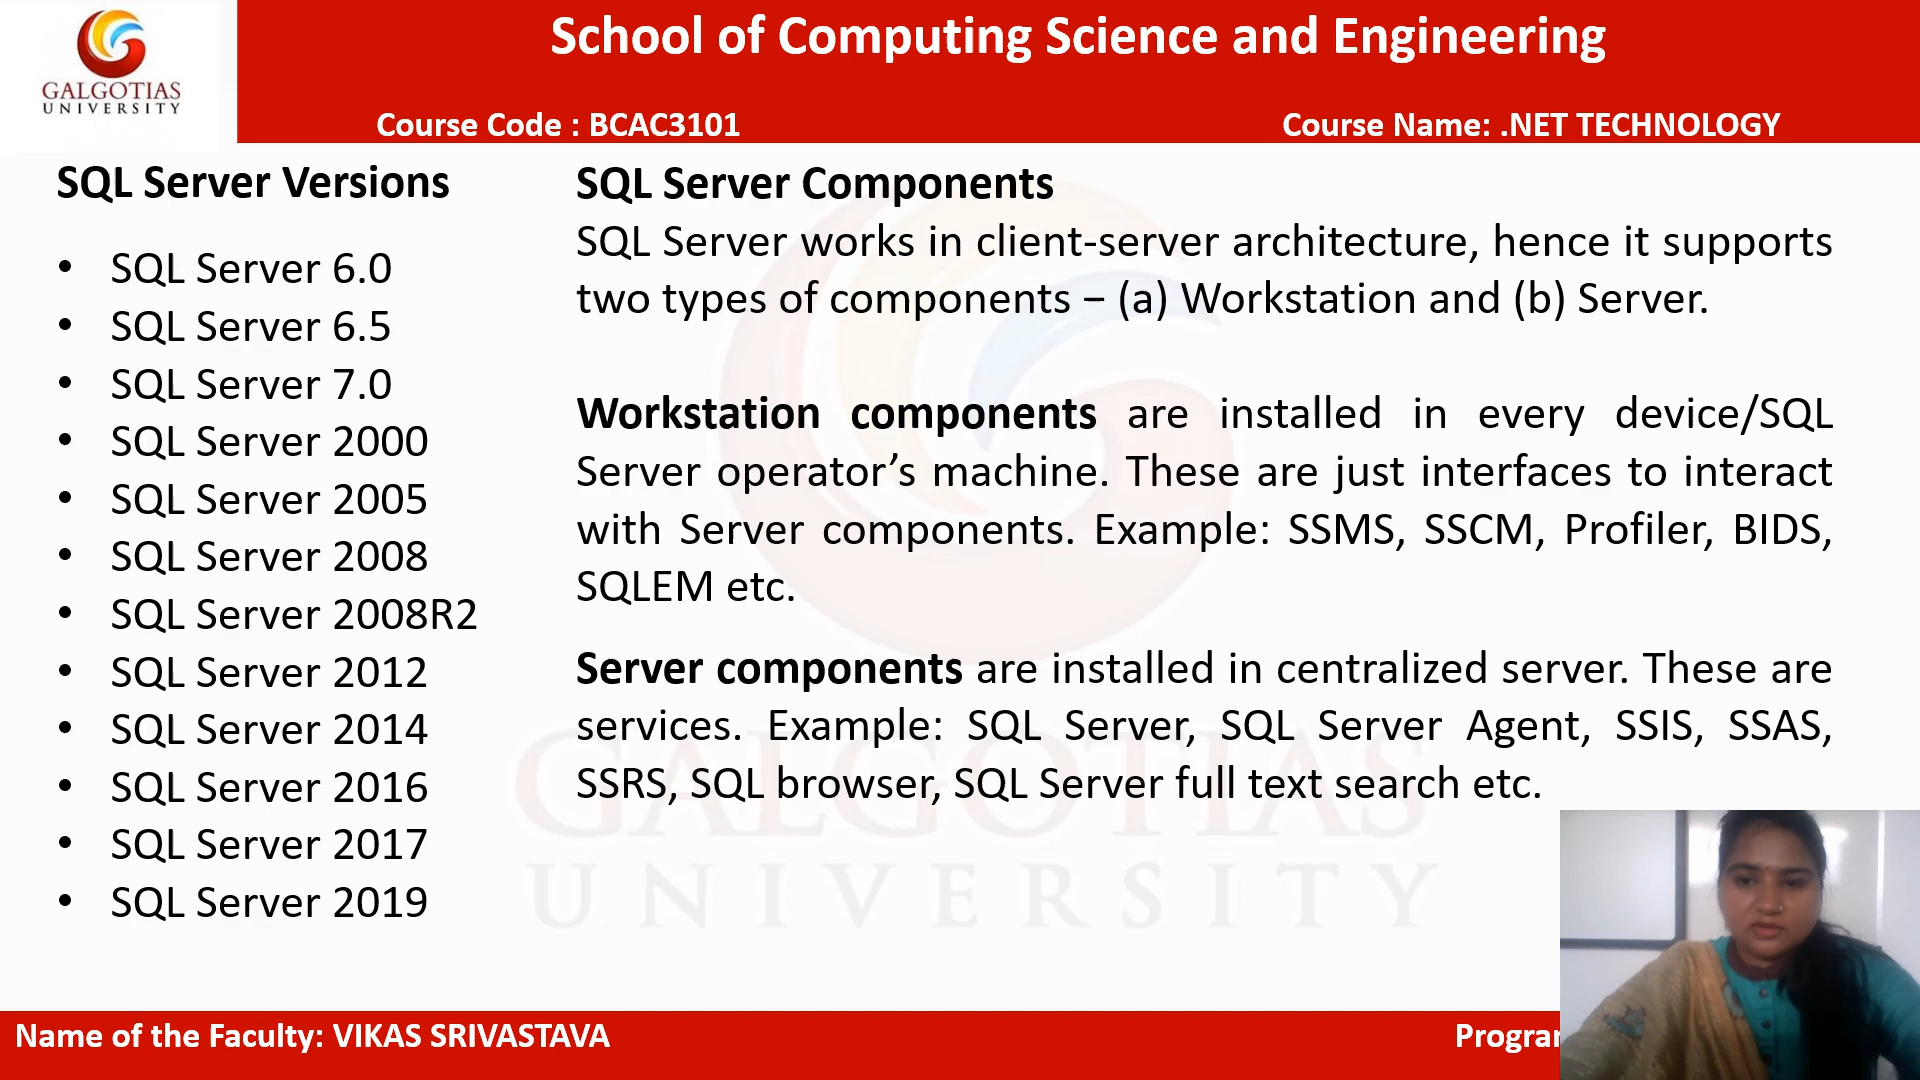 GALGOTIAS
UNIVERSITY
School of Computing Science and Engineering
Course Code : BCAC3101
Course Name: .NET TECHNOLOGY
SQL Server Versions
• SQL Server 6.0
• SQL Server 6.5
• SQL Server 7.0
• SQL Server 2000
• SQL Server 2005
• SQL Server 2008
• SQL Server 2008R2
• SQL Server 2012
• SQL Server 2014
• SQL Server 2016
• SQL Server 2017
• SQL Server 2019
SQL Server Components
SQL Server works in client-server architecture, hence it supports
two types of components − (a) Workstation and (b) Server.
Workstation components are installed in every device/SQL
Server operator’s machine. These are just interfaces to interact
with Server components. Example: SSMS, SSCM, Profiler, BIDS,
SQLEM etc.
Server components are installed in centralized server. These are
services. Example: SQL Server, SQL Server Agent, SSIS, SSAS,
SSRS, SQL browser, SQL Server full text search etc.
GALGOTIAS
UNIVERSITY
Name of the Faculty: VIKAS SRIVASTAVA